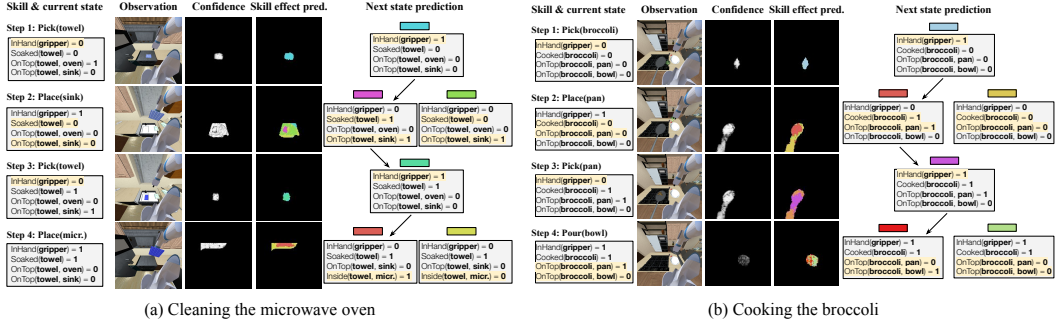 Skill & current state Observation Confidence Skill effect pred. Next state prediction
Step 1: Pick(towel)
InHand(gripper) = 0
Soaked(towel) = 0
OnTop(towel, oven) = 1
OnTop(towel, sink) = 0
InHand(gripper) = 1
Soaked(towel) = 0
OnTop(towel, oven) = 0
OnTop(towel, sink) = 0
Step 2: Place(sink)
InHand(gripper) = 1
Soaked(towel) = 0
OnTop(towel, oven) = 0
OnTop(towel, sink) = 0
InHand(gripper) = 0
Soaked(towel) = 1
OnTop(towel, oven) = 0
OnTop(towel, sink) = 1
InHand(gripper) = 0
Soaked(towel) = 0
OnTop(towel, oven) = 0
OnTop(towel, sink) = 1
Step 3: Pick(towel)
InHand(gripper) = 0
Soaked(towel) = 1
OnTop(towel, oven) = 0
OnTop(towel, sink) = 1
InHand(gripper) = 1
Soaked(towel) = 1
OnTop(towel, oven) = 0
OnTop(towel, sink) = 0
Step 4: Place(micr.)
InHand(gripper) = 1
Soaked(towel) = 1
OnTop(towel, oven) = 0
OnTop(towel, sink) = 0
InHand(gripper) = 0
Soaked(towel) = 1
OnTop(towel, sink) = 0
Inside(towel, micr.) = 1
InHand(gripper) = 0
Soaked(towel) = 1
OnTop(towel, sink) = 0
Inside(towel, micr.) = 0
(a) Cleaning the microwave oven
Skill & current state Observation Confidence Skill effect pred. Next state prediction
Step 1: Pick(broccoli)
InHand(gripper) = 0
Cooked(broccoli) = 0
OnTop(broccoli, pan) = 0
OnTop(broccoli, bowl) = 0
InHand(gripper) = 1
Cooked(broccoli) = 0
OnTop(broccoli, pan) = 0
OnTop(broccoli, bowl) = 0
Step 2: Place(pan)
InHand(gripper) = 1
Cooked(broccoli) = 0
OnTop(broccoli, pan) = 0
OnTop(broccoli, bowl) = 0
InHand(gripper) = 0
Cooked(broccoli) = 1
OnTop(broccoli, pan) = 1
OnTop(broccoli, bowl) = 0
InHand(gripper) = 0
Cooked(broccoli) = 0
OnTop(broccoli, pan) = 0
OnTop(broccoli, bowl) = 0
Step 3: Pick(pan)
InHand(gripper) = 0
Cooked(broccoli) = 1
OnTop(broccoli, pan) = 1
OnTop(broccoli, bowl) = 0
InHand(gripper) = 1
Cooked(broccoli) = 1
OnTop(broccoli, pan) = 1
OnTop(broccoli, bowl) = 0
Step 4: Pour(bowl)
InHand(gripper) = 1
Cooked(broccoli) = 1
OnTop(broccoli, pan) = 1
OnTop(broccoli, bowl) = 0
InHand(gripper) = 1
Cooked(broccoli) = 1
OnTop(broccoli, pan) = 0
OnTop(broccoli, bowl) = 1
InHand(gripper) = 1
Cooked(broccoli) = 1
OnTop(broccoli, pan) = 0
OnTop(broccoli, bowl) = 0
(b) Cooking the broccoli